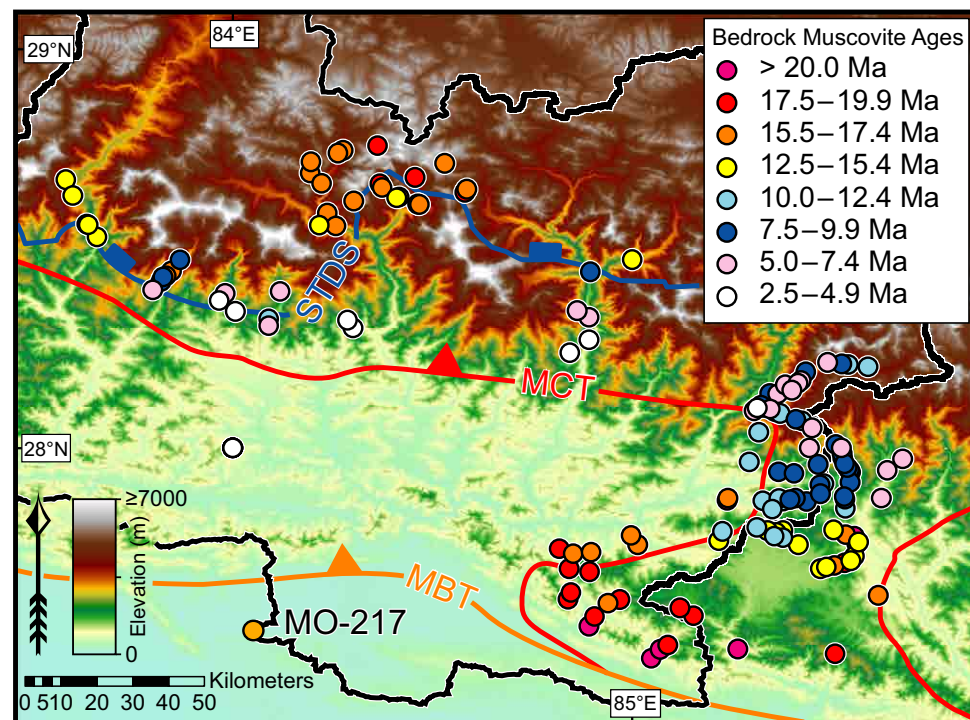 29°N
84°E
Bedrock Muscovite Ages
> 20.0 Ma
17.5–19.9 Ma
15.5–17.4 Ma
12.5–15.4 Ma
10.0–12.4 Ma
7.5–9.9 Ma
5.0–7.4 Ma
2.5–4.9 Ma
STDS
MCT
28°N
≥7000
Elevation (m)
0
MBT
MO-217
Kilometers
0 5 10 20 30 40 50
85°E